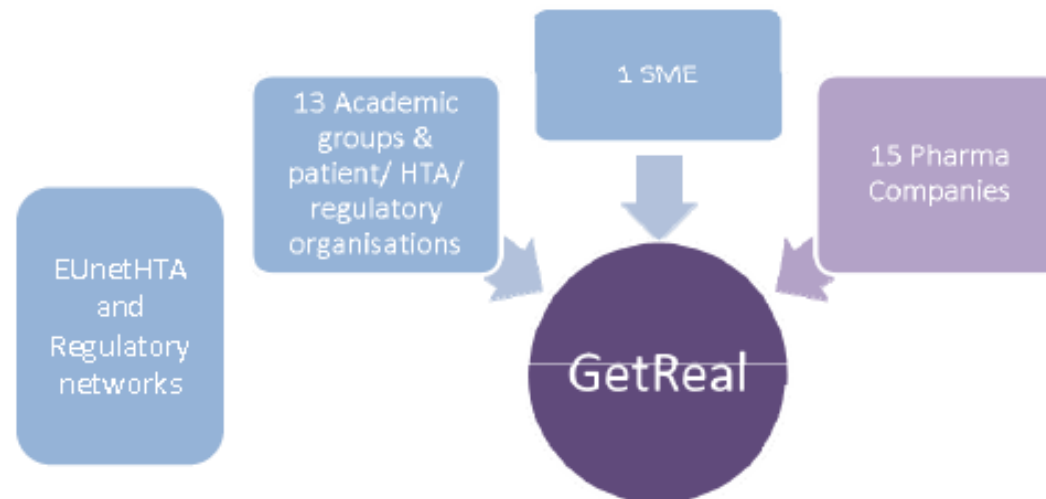 1 SME
13 Academic
groups &
patient/ HTA/
regulatory
organisations
15 Pharma
Companies
EUnetHTA
and
Regulatory
networks
GetReal